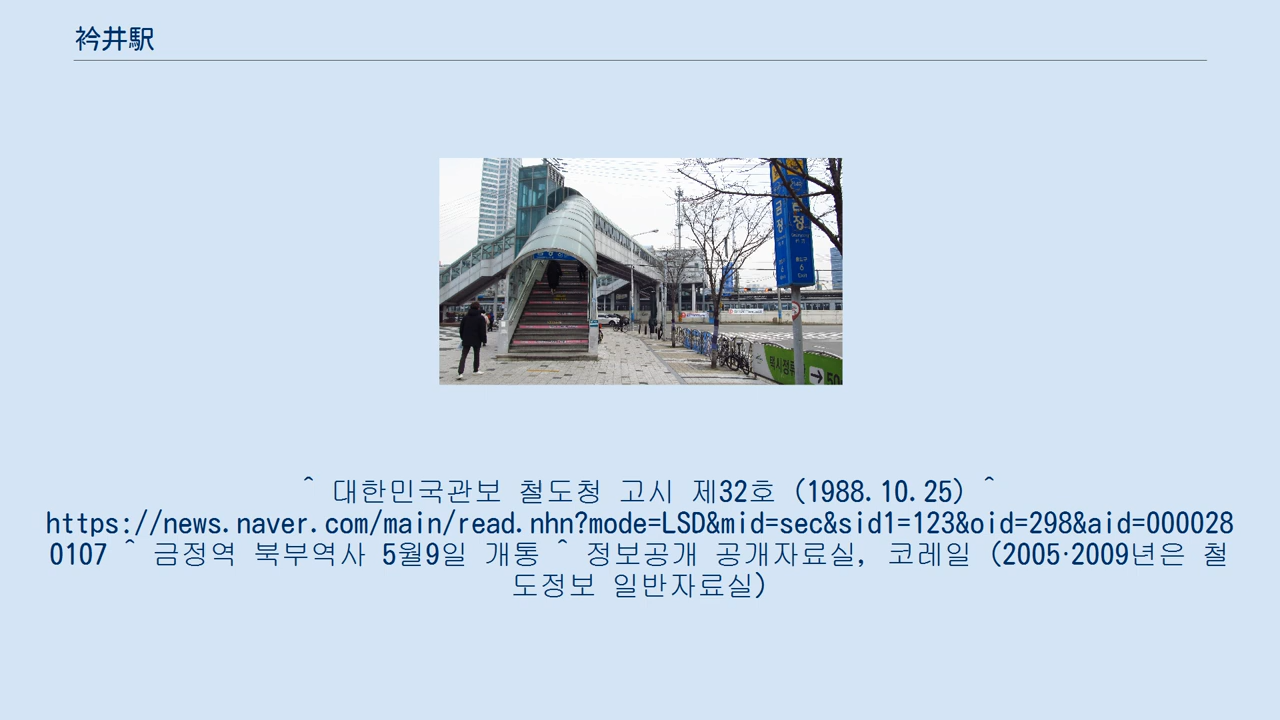 衿井駅
금정
6
50
^ 대한민국관보 철도청 고시 제32호 (1988.10.25) ^
https://news.naver.com/main/read.nhn?mode=LSD&mid=sec&sid1=123&oid=298&aid=000028
0107 ^ 금정역 북부역사 5월9일 개통 ^ 정보공개 공개자료실, 코레일 (2005·2009년은 철
도정보 일반자료실)